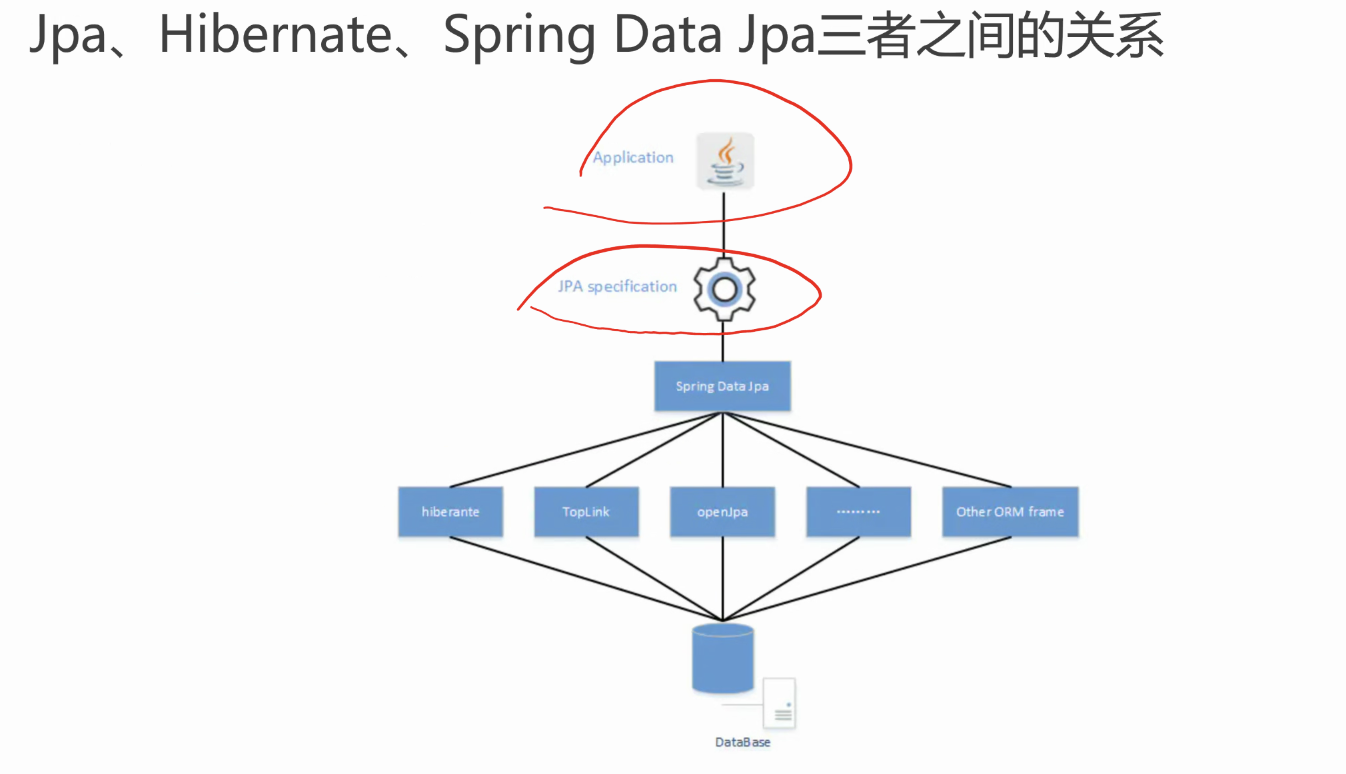 Jpa、Hibernate、Spring Data Jpa三者之间的关系
Application
JPA specification
Spring Data Jpa
hiberante
TopLink
openJpa
·········
Other ORM frame
DataBase